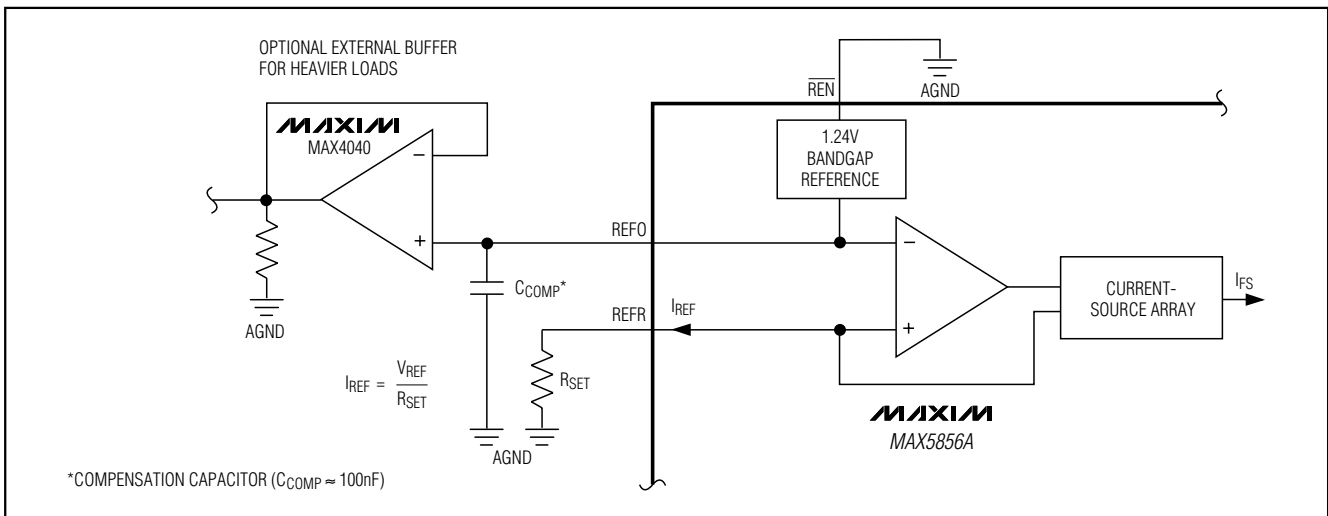 OPTIONAL EXTERNAL BUFFER
FOR HEAVIER LOADS
MAXIM
MAX4040
−
+
AGND
REN
AGND
1.24V
BANDGAP
REFERENCE
REFO
CCOMP*
REFR
IREF
RSET
AGND
IREF = VREF
RSET
−
+
CURRENT-
SOURCE ARRAY
IFS
MAXIM
MAX5856A
*COMPENSATION CAPACITOR (CCOMP ≈ 100nF)